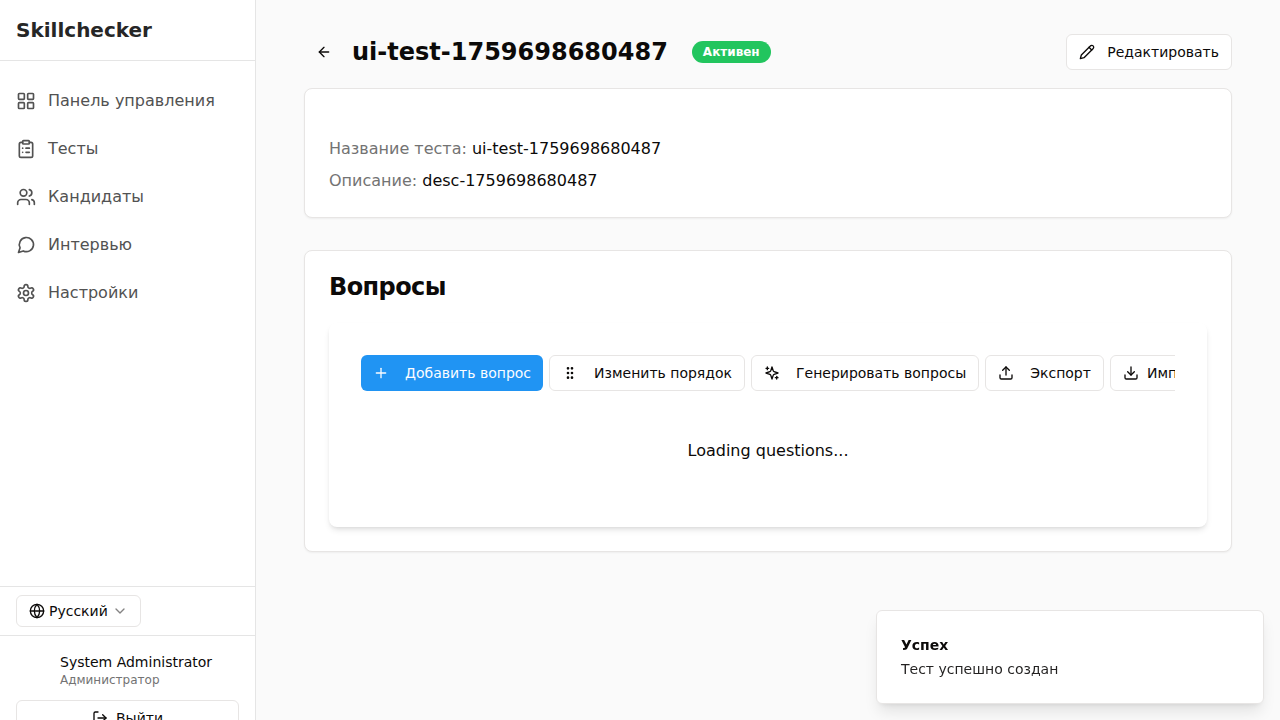 Skillchecker
Панель управления
Тесты
Кандидаты
Интервью
Настройки
Русский
System Administrator
Администратор
Выйти
ui-test-1759698680487
Активен
Редактировать
Название теста: ui-test-1759698680487
Описание: desc-1759698680487
Вопросы
Добавить вопрос
Изменить порядок
Генерировать вопросы
Экспорт
Имп
Loading questions...
Успех
Тест успешно создан